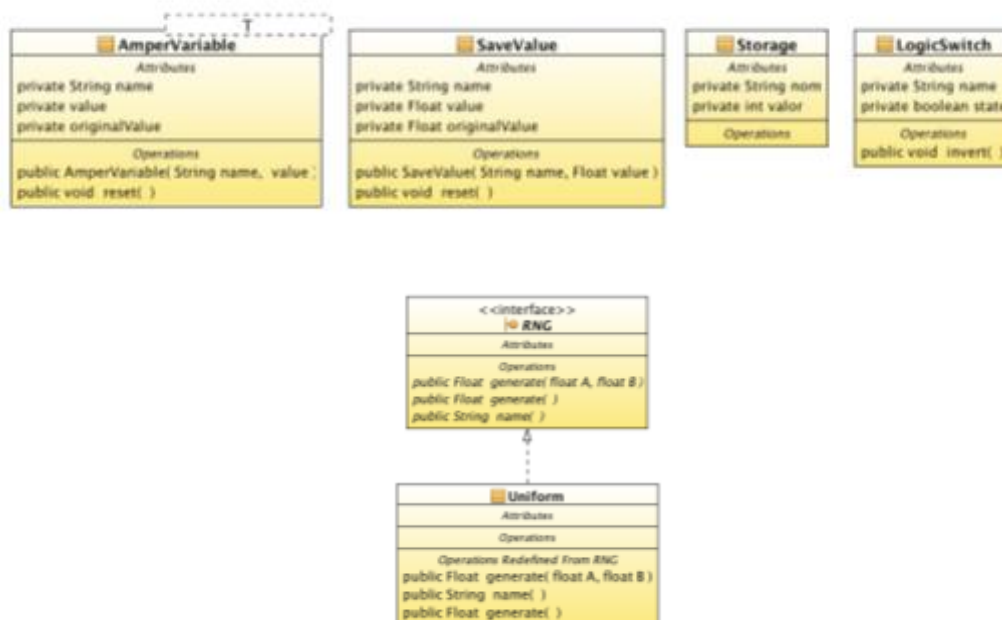 T
AmperVariable
Attributes
private String name
private value
private originalValue
Operations
public AmperVariable( String name,  value
public void  reset(  )
SaveValue
Attributes
private String name
private Float value
private Float originalValue
Operations
public SaveValue( String name, Float value )
public void  reset(  )
Storage
Attributes
private String nom
private int valor
Operations
LogicSwitch
Attributes
private String name
private boolean state
Operations
public void  invert(  )
<<interface>>
RNG
Attributes
Operations
public Float  generate( float A, float B )
public Float  generate(  )
public String  name(  )
Uniform
Attributes
Operations
Operations Redefined From RNG
public Float  generate( float A, float B )
public String  name(  )
public Float  generate(  )